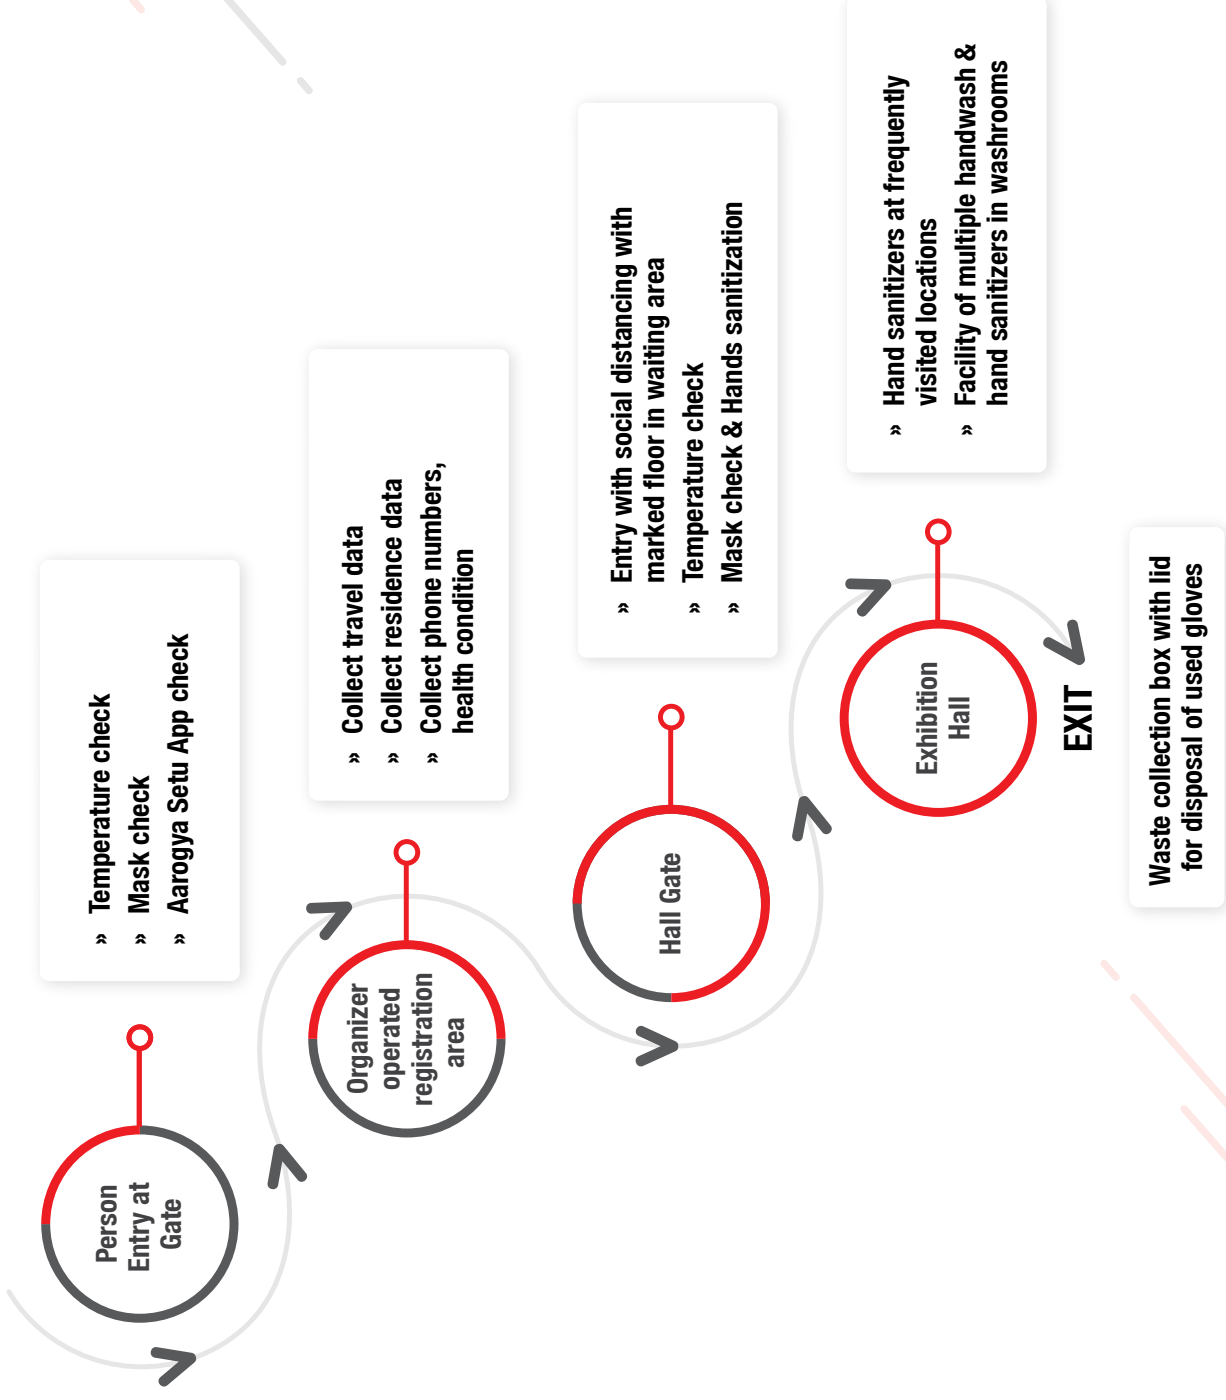 Person
Entry at
Gate
» Temperature check
» Mask check
» Aarogya Setu App check
Organizer
operated
registration
area
» Collect travel data
» Collect residence data
» Collect phone numbers,
health condition
Hall Gate
» Entry with social distancing with
marked floor in waiting area
» Temperature check
» Mask check & Hands sanitization
Exhibition
Hall
» Hand sanitizers at frequently
visited locations
» Facility of multiple handwash &
hand sanitizers in washrooms
EXIT
Waste collection box with lid
for disposal of used gloves